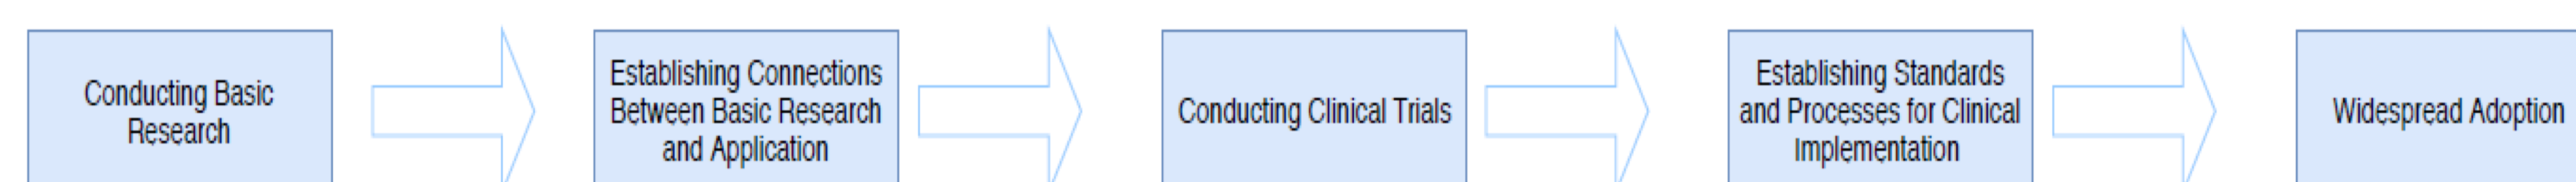 Conducting Basic
Research
Establishing Connections
Between Basic Research
and Application
Conducting Clinical Trials
Establishing Standards
and Processes for Clinical
Implementation
Widespread Adoption